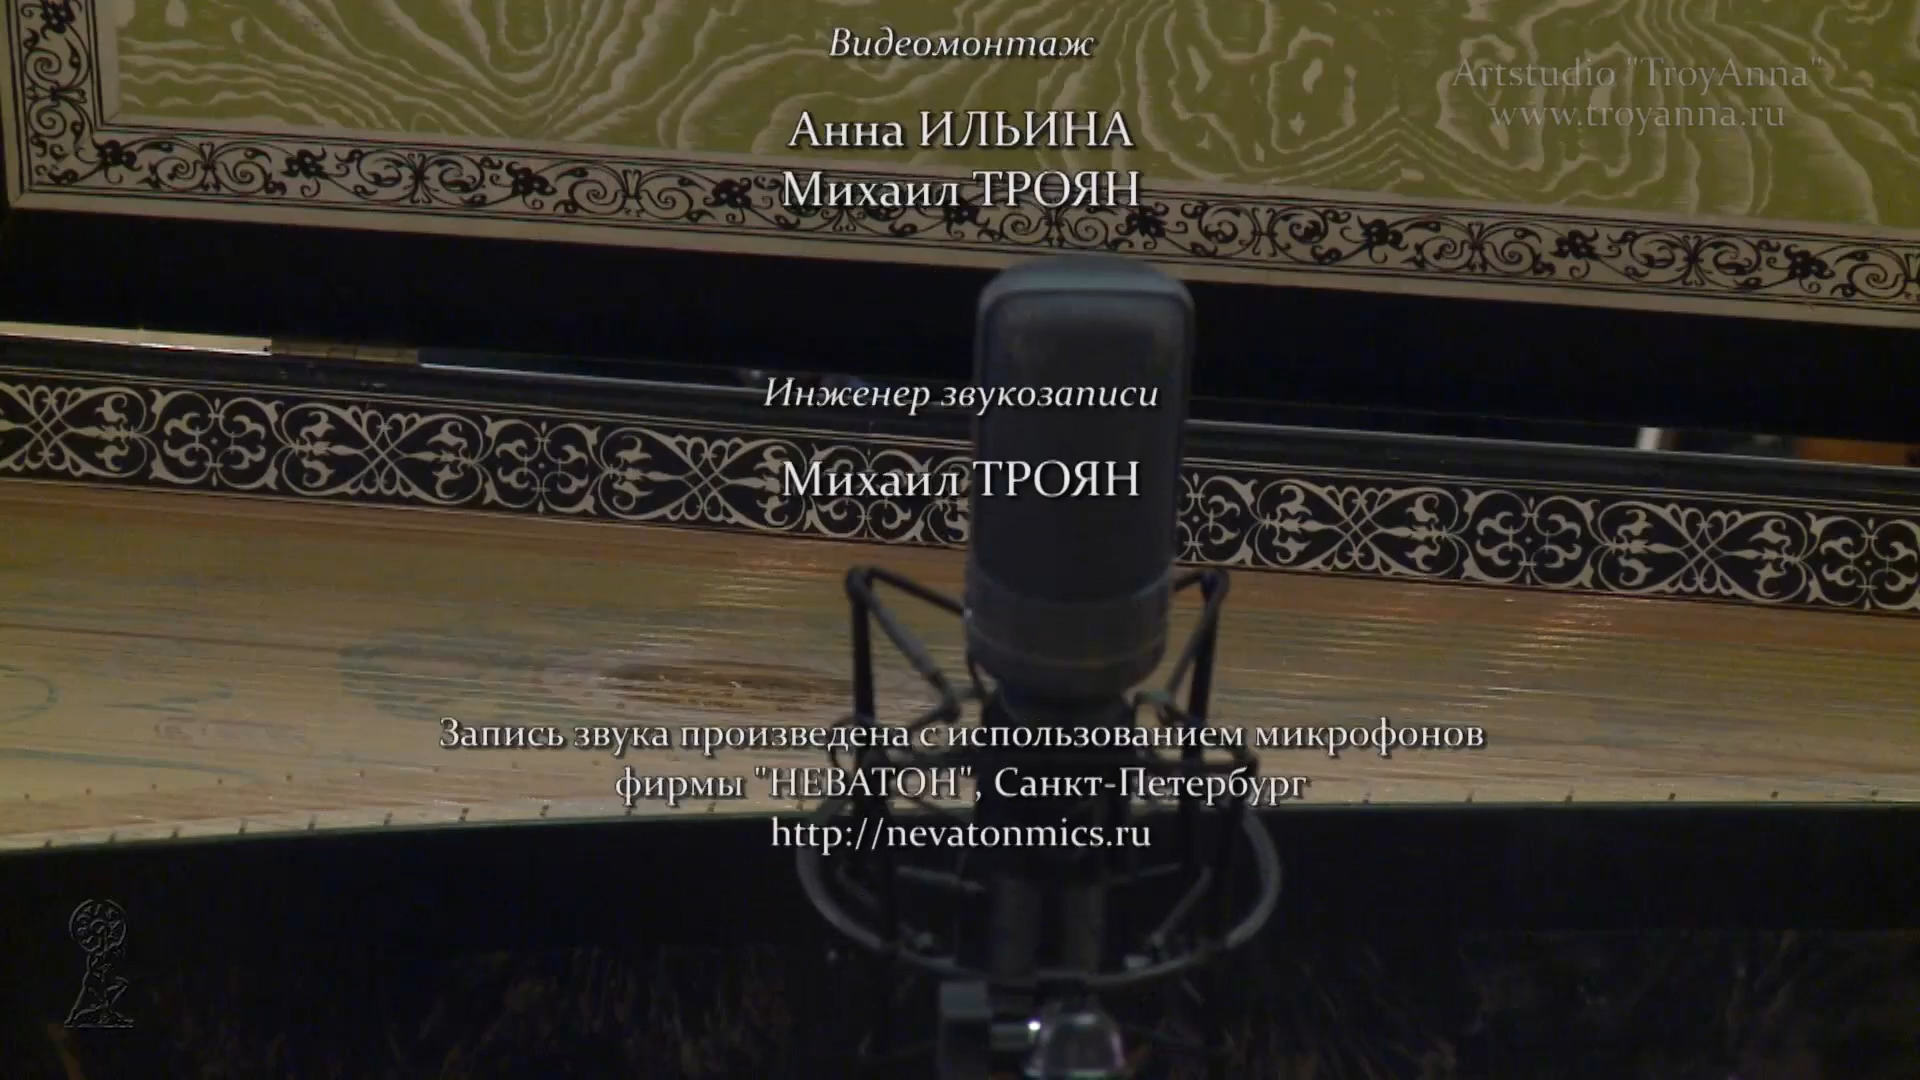 Видеомонтаж
Artstudio "TroyAnna"
www.troyanna.ru
Анна ИЛЬИНА
Михаил ТРОЯН
Инженер звукозаписи
Михаил ТРОЯН
Запись звука произведена с использованием микрофонов
фирмы "НЕВАТОН", Санкт-Петербург
http://nevatonmics.ru